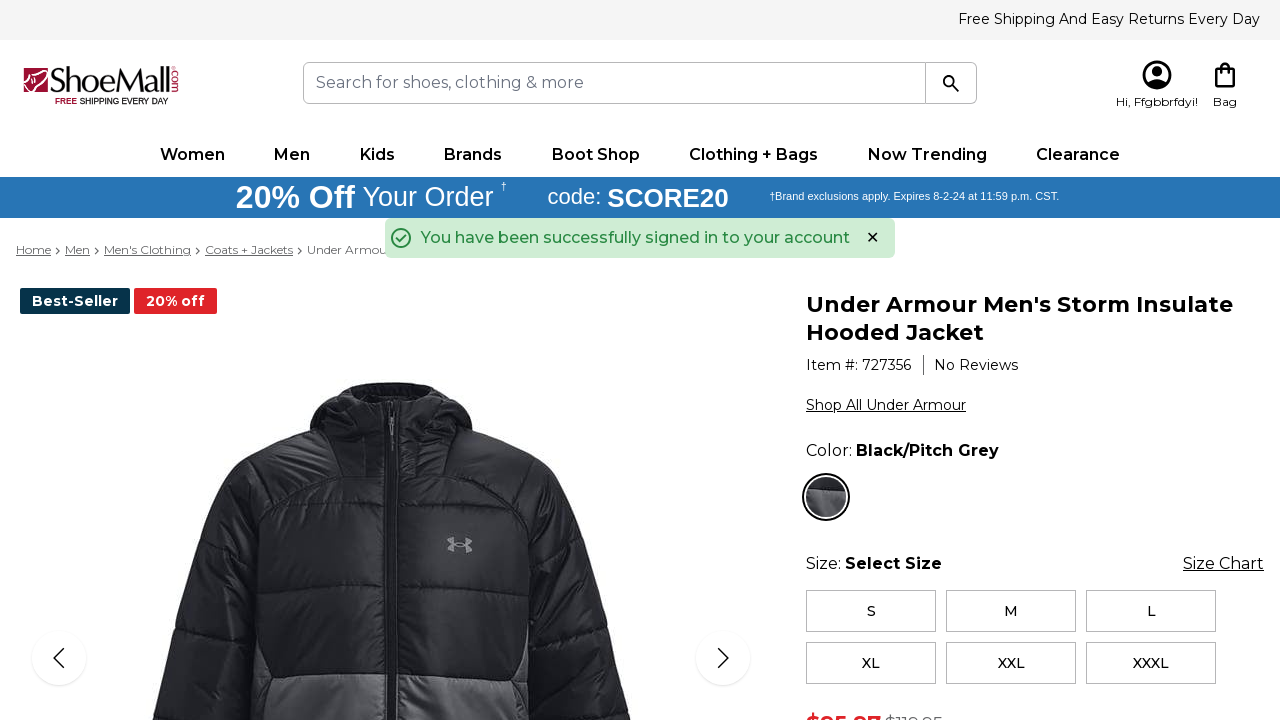 Free Shipping And Easy Returns Every Day
ShoeMall.com
FREE SHIPPING EVERY DAY
Search for shoes, clothing & more
Hi, Ffgbbrfdyi!
Bag
Women Men Kids Brands Boot Shop Clothing + Bags Now Trending Clearance
20% Off Your Order † code: SCORE20 †Brand exclusions apply. Expires 8-2-24 at 11:59 p.m. CST.
You have been successfully signed in to your account
Home > Men > Men's Clothing > Coats + Jackets > Under Armou
Best-Seller 20% off
Under Armour Men's Storm Insulate
Hooded Jacket
Item #: 727356 No Reviews
Shop All Under Armour
Color: Black/Pitch Grey
Size: Select Size Size Chart
S M L
XL XXL XXXL